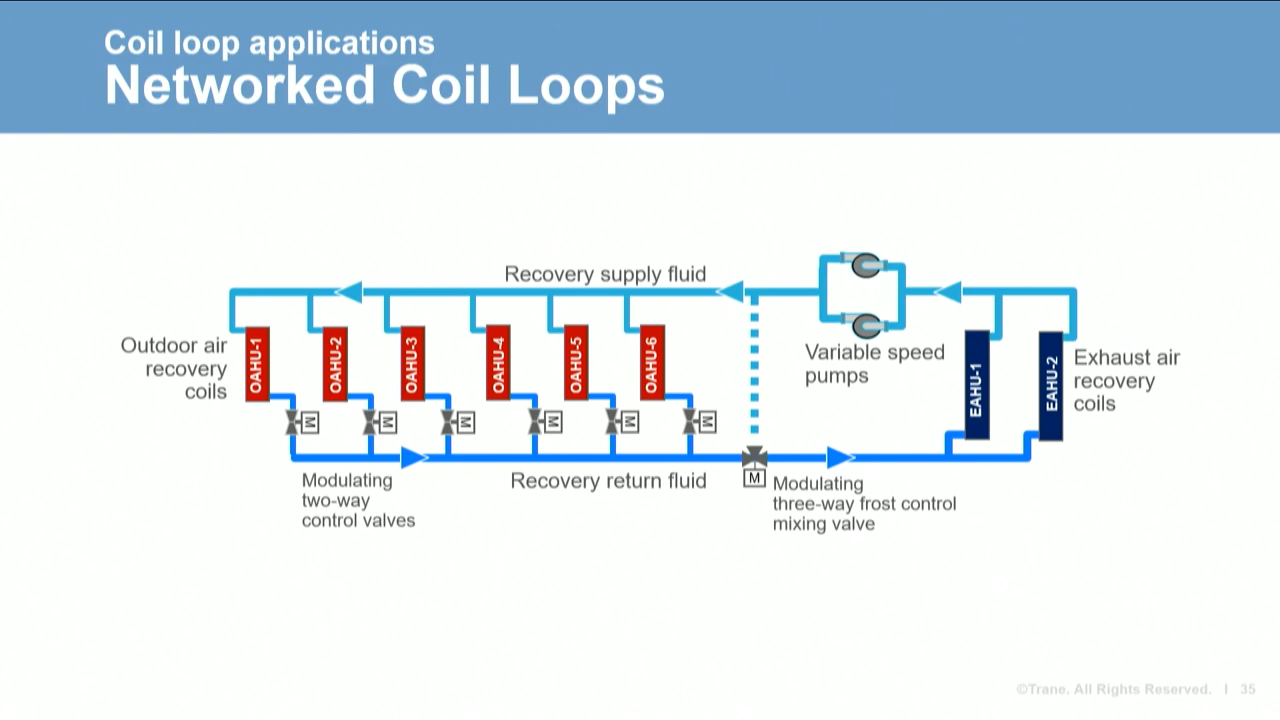 Coil loop applications
Networked Coil Loops
Recovery supply fluid
Outdoor air
recovery
coils
OAHU-1
OAHU-2
OAHU-3
OAHU-4
OAHU-5
OAHU-6
Variable speed
pumps
EAHU-1
EAHU-2
Exhaust air
recovery
coils
M
M
M
M
M
M
Modulating
two-way
control valves
Recovery return fluid
M
Modulating
three-way frost control
mixing valve
©Trane. All Rights Reserved. I 35